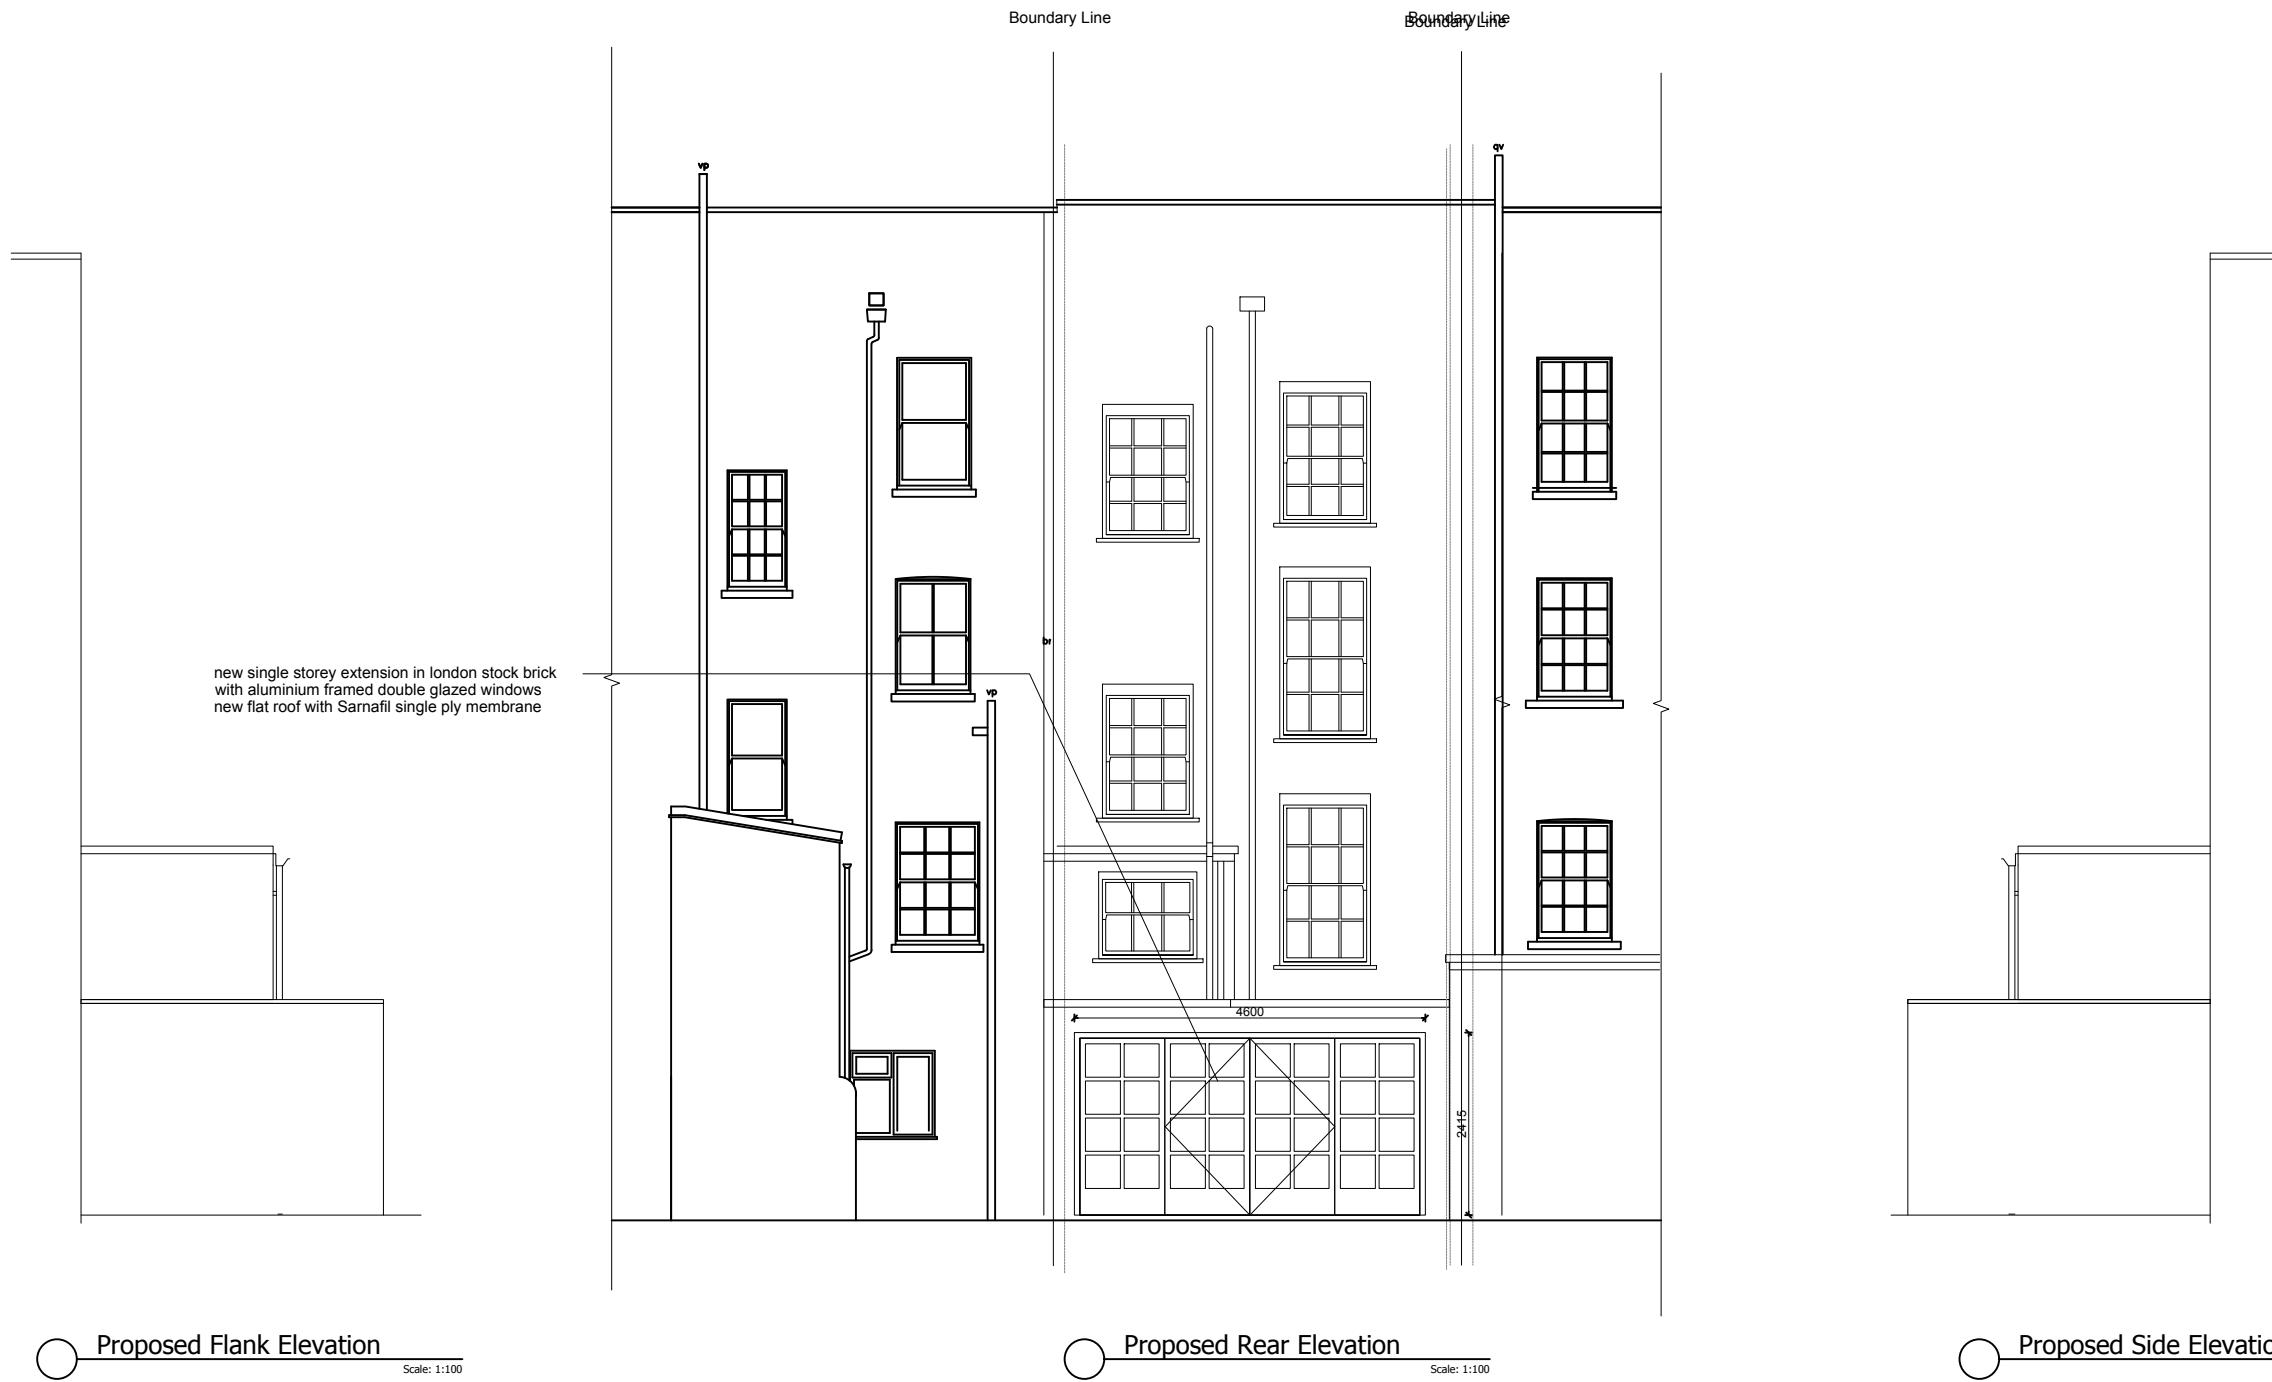 Boundary Line
Boundary Line
Boundary Line
vp
qv
new single storey extension in london stock brick
with aluminium framed double glazed windows
new flat roof with Sarnafil single ply membrane
vp
4600
2415
Proposed Flank Elevation
Scale: 1:100
Proposed Rear Elevation
Scale: 1:100
Proposed Side Elevatio